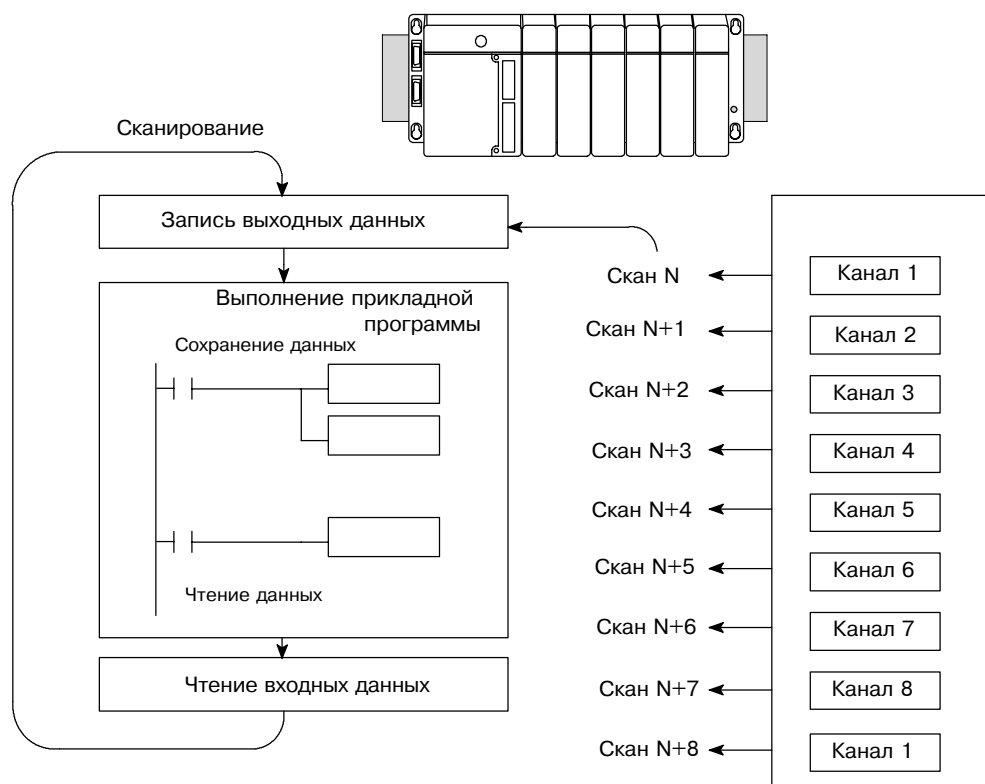 Сканирование
Запись выходных данных
Выполнение прикладной
программы
Сохранение данных
Чтение данных
Чтение входных данных
Скан N
Канал 1
Скан N+1
Канал 2
Скан N+2
Канал 3
Скан N+3
Канал 4
Скан N+4
Канал 5
Скан N+5
Канал 6
Скан N+6
Канал 7
Скан N+7
Канал 8
Скан N+8
Канал 1